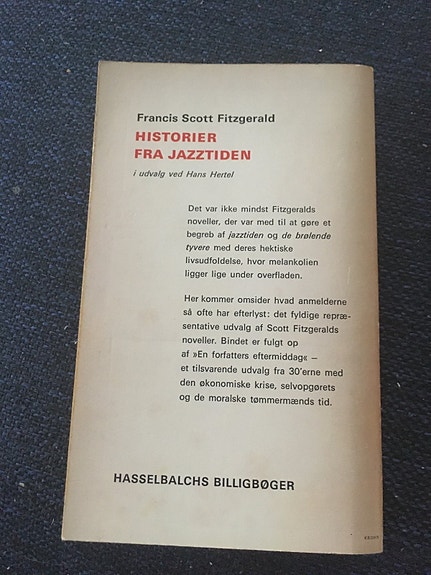 Francis Scott Fitzgerald
HISTORIER
FRA JAZZTIDEN
i udvalg ved Hans Hertel
Det var ikke mindst Fitzgeralds
noveller, der var med til at gøre et
begreb af jazztiden og de brølende
tyvere med deres hektiske
livsudfoldelse, hvor melankolien
ligger lige under overfladen.
Her kommer omsider hvad anmelderne
så ofte har efterlyst: det fyldige repræ-
sentative udvalg af Scott Fitzgeralds
noveller. Bindet er fulgt op
af »En forfatters eftermiddag« –
et tilsvarende udvalg fra 30'erne med
den økonomiske krise, selvopgørets
og de moralske tømmermænds tid.
HASSELBALCHS BILLIGBØGER